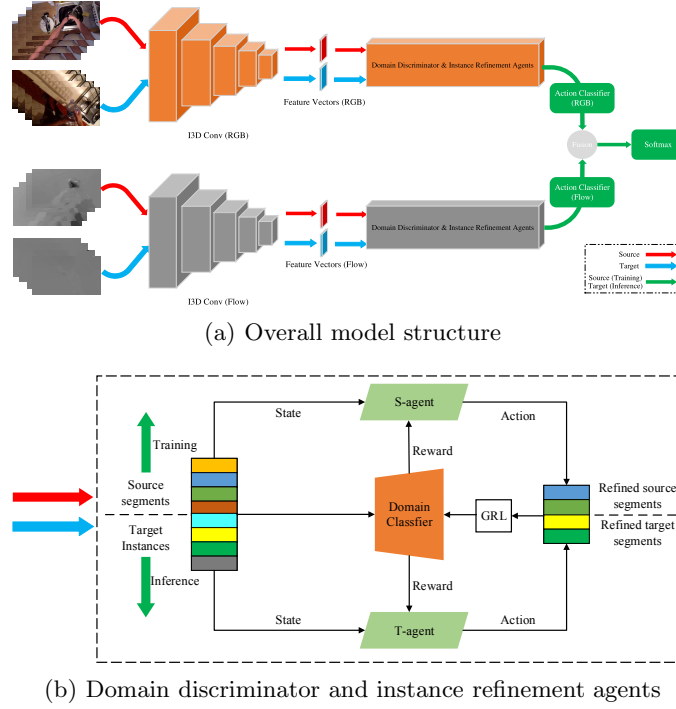 Domain Discriminator & Instance Refinement Agents
Feature Vectors (RGB)
I3D Conv (RGB)
Action Classifier
(RGB)
Fusion
Softmax
Action Classifier
(Flow)
Domain Discriminator & Instance Refinement Agents
Feature Vectors (Flow)
I3D Conv (Flow)
Source
Target
Source (Training)
Target (Inference)
(a) Overall model structure
State
S-agent
Action
Training
Reward
Source
segments
Domain
Classfier
GRL
Refined source
segments
Target
Instances
Refined target
segments
Inference
Reward
State
T-agent
Action
(b) Domain discriminator and instance refinement agents